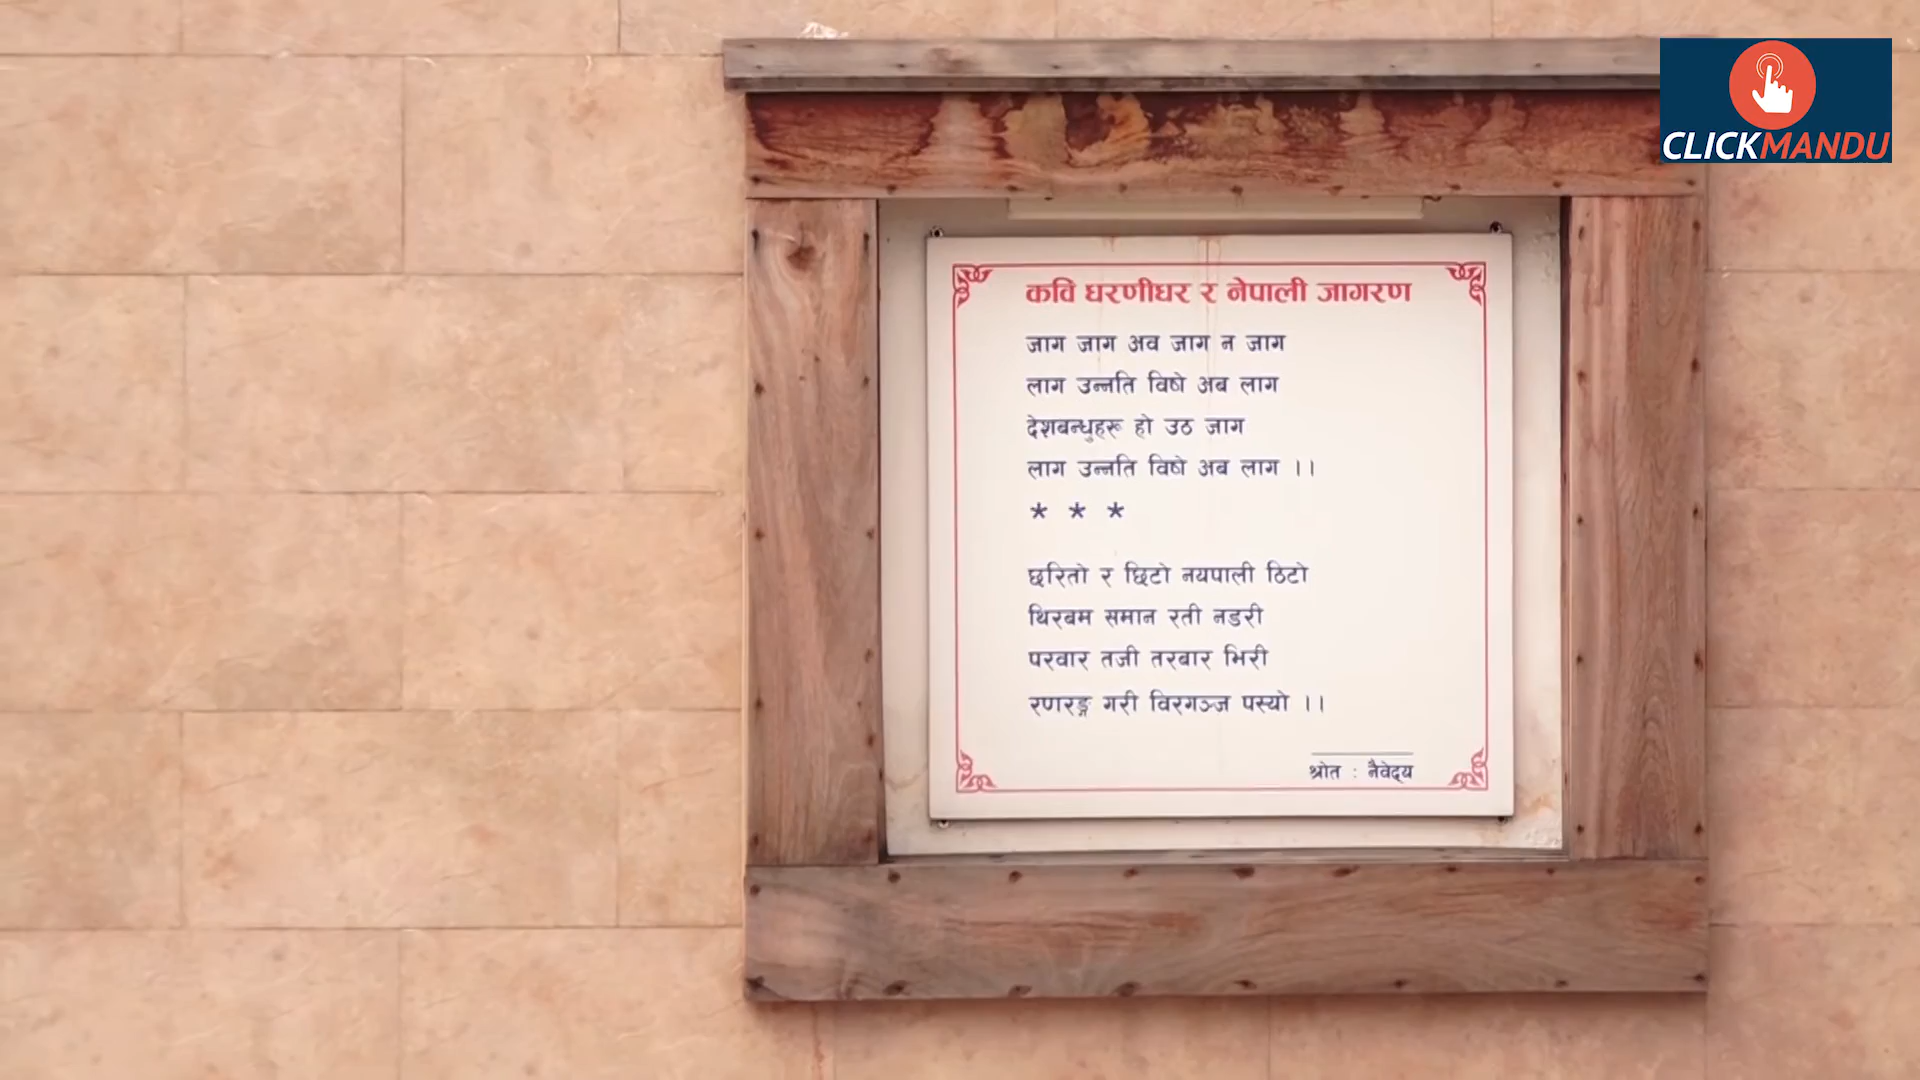 CLICKMANDU
कवि धरणीधर र नेपाली जागरण
जाग जाग अव जाग न जाग
लाग उन्नति विषे अब लाग
देशबन्धुहरू हो उठ जाग
लाग उन्नति विषे अब लाग ।।
* * *
छरितो र छिटो नयपाली ठिटो
थिरबम समान रती नडरी
परवार तजी तरबार भिरी
रणरङ्ग गरी विरगञ्ज पस्यो ।।
श्रोत : नैवेद्य